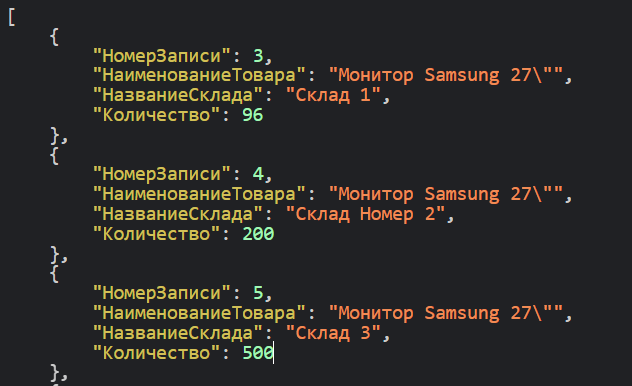 [
{
"НомерЗаписи": 3,
"НаименованиеТовара": "Монитор Samsung 27\"",
"НазваниеСклада": "Склад 1",
"Количество": 96
},
{
"НомерЗаписи": 4,
"НаименованиеТовара": "Монитор Samsung 27\"",
"НазваниеСклада": "Склад Номер 2",
"Количество": 200
},
{
"НомерЗаписи": 5,
"НаименованиеТовара": "Монитор Samsung 27\"",
"НазваниеСклада": "Склад 3",
"Количество": 500
},